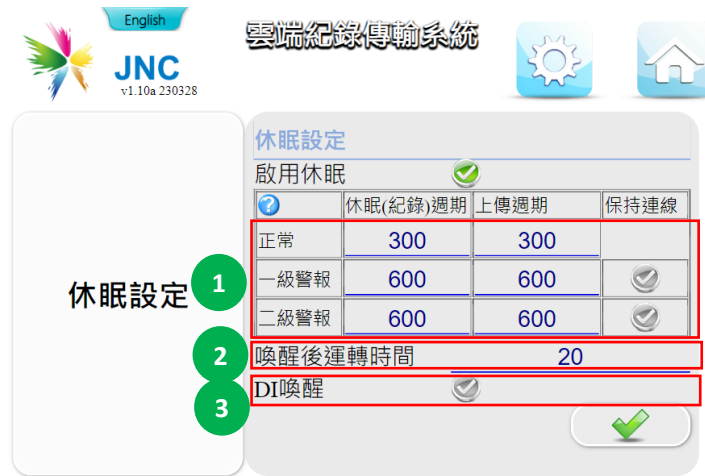 English
雲端紀錄傳輸系統
JNC
v1.10a 230328
休眠設定
休眠設定
啟用休眠
? 休眠(紀錄)週期 上傳週期 保持連線
正常 300 300
1
一級警報 600 600
二級警報 600 600
2
喚醒後運轉時間 20
3
DI喚醒